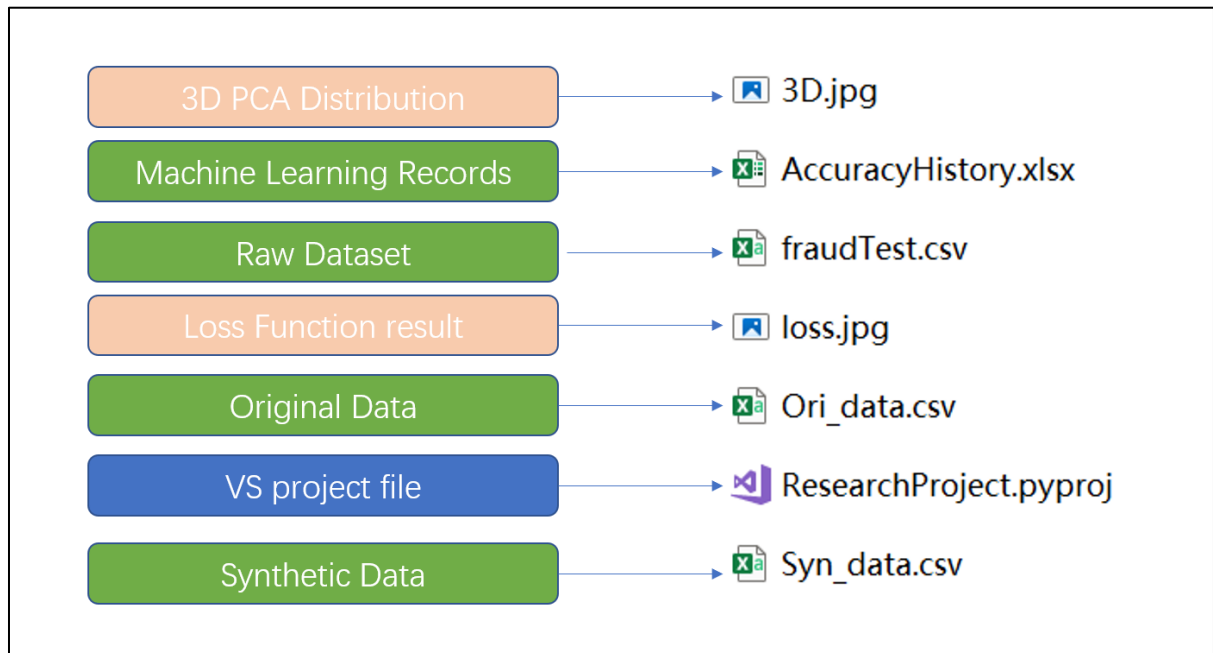 3D PCA Distribution
3D.jpg
Machine Learning Records
AccuracyHistory.xlsx
Raw Dataset
fraudTest.csv
Loss Function result
loss.jpg
Original Data
Ori_data.csv
VS project file
ResearchProject.pyproj
Synthetic Data
Syn_data.csv